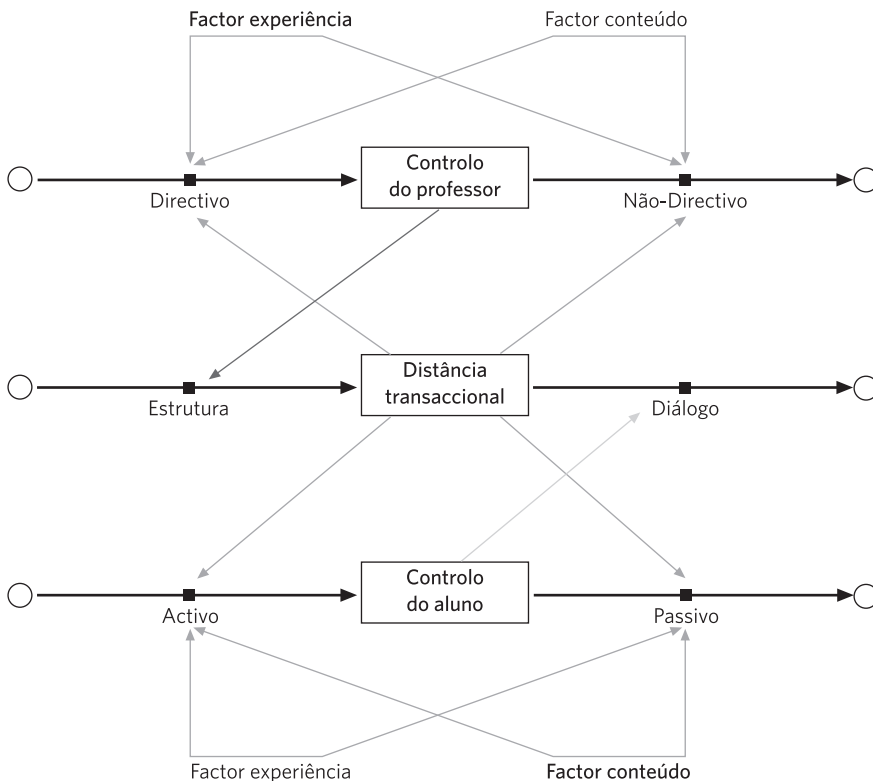 Factor experiência
Factor conteúdo
Controlo
do professor
Directivo
Não-Directivo
Distância
transaccional
Estrutura
Diálogo
Controlo
do aluno
Activo
Passivo
Factor experiência
Factor conteúdo